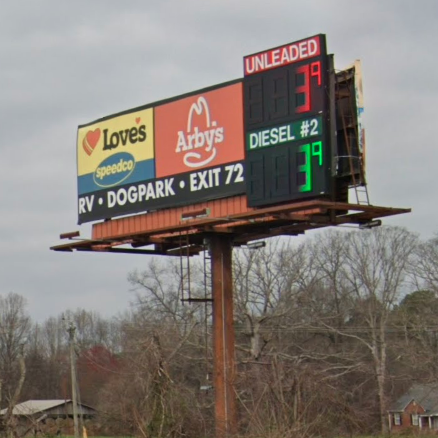 UNLEADED
3 9
Love's
speedco
Arby's
DIESEL #2
3 9
RV • DOGPARK • EXIT 72